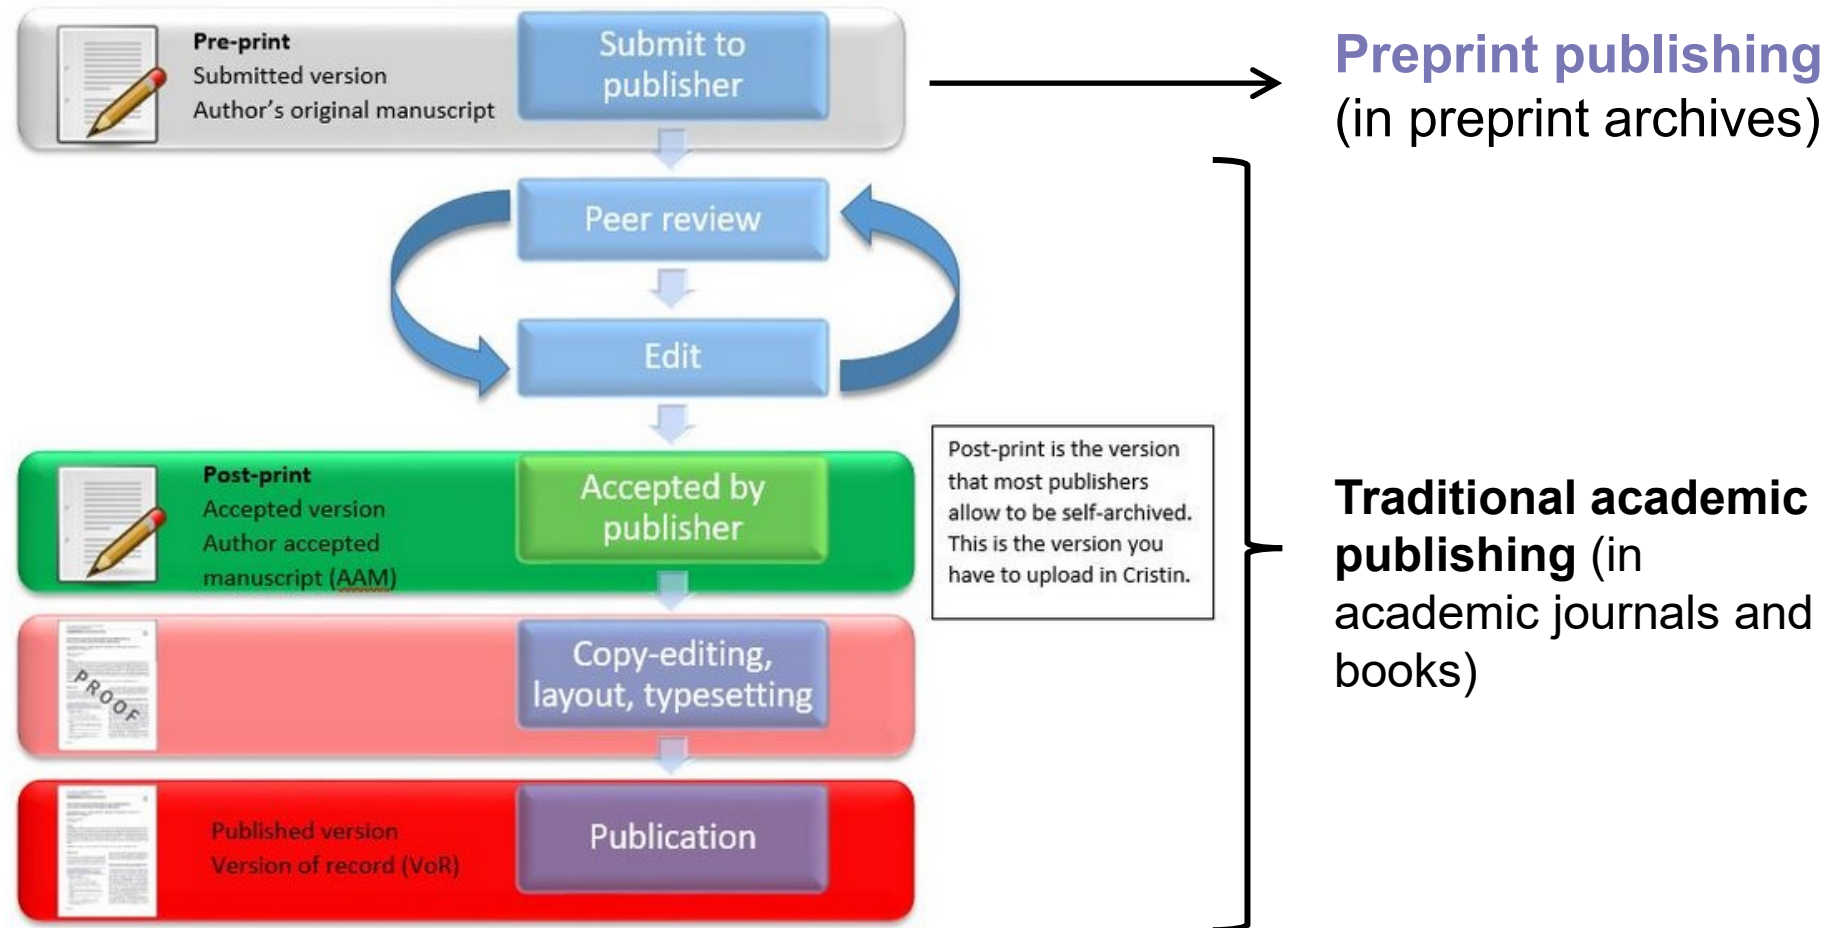 Pre-print
Submitted version
Author's original manuscript
Submit to
publisher
Preprint publishing
(in preprint archives)
Peer review
Edit
Post-print
Accepted version
Author accepted
manuscript (AAM)
Accepted by
publisher
Post-print is the version
that most publishers
allow to be self-archived.
This is the version you
have to upload in Cristin.
Traditional academic
publishing (in
academic journals and
books)
PROOF
Copy-editing,
layout, typesetting
Published version
Version of record (VoR)
Publication